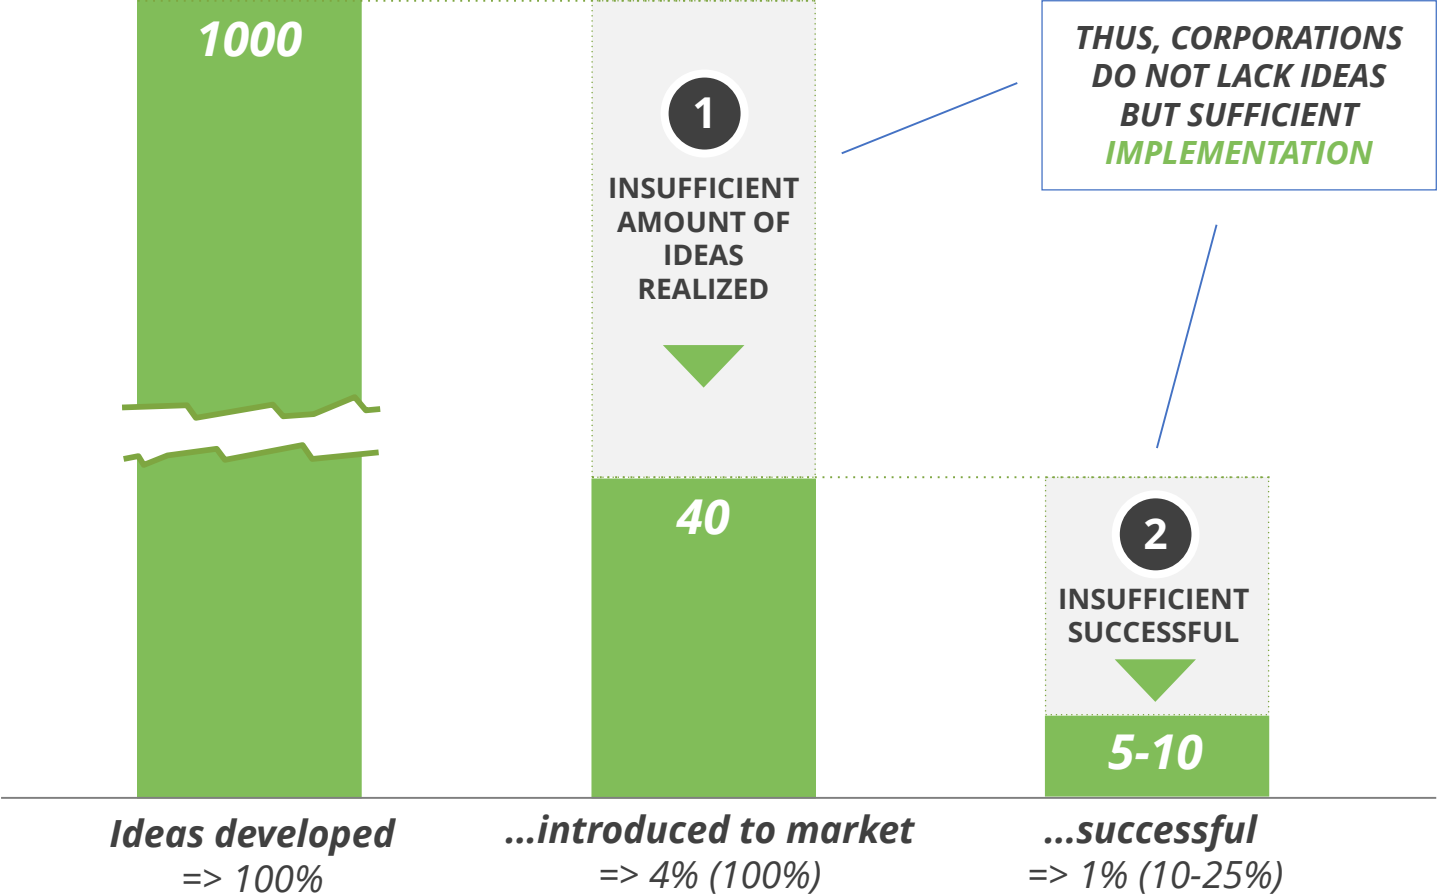 1000
1
INSUFFICIENT
AMOUNT OF
IDEAS
REALIZED
THUS, CORPORATIONS
DO NOT LACK IDEAS
BUT SUFFICIENT
IMPLEMENTATION
40
2
INSUFFICIENT
SUCCESSFUL
5-10
Ideas developed
=> 100%
...introduced to market
=> 4% (100%)
...successful
=> 1% (10-25%)